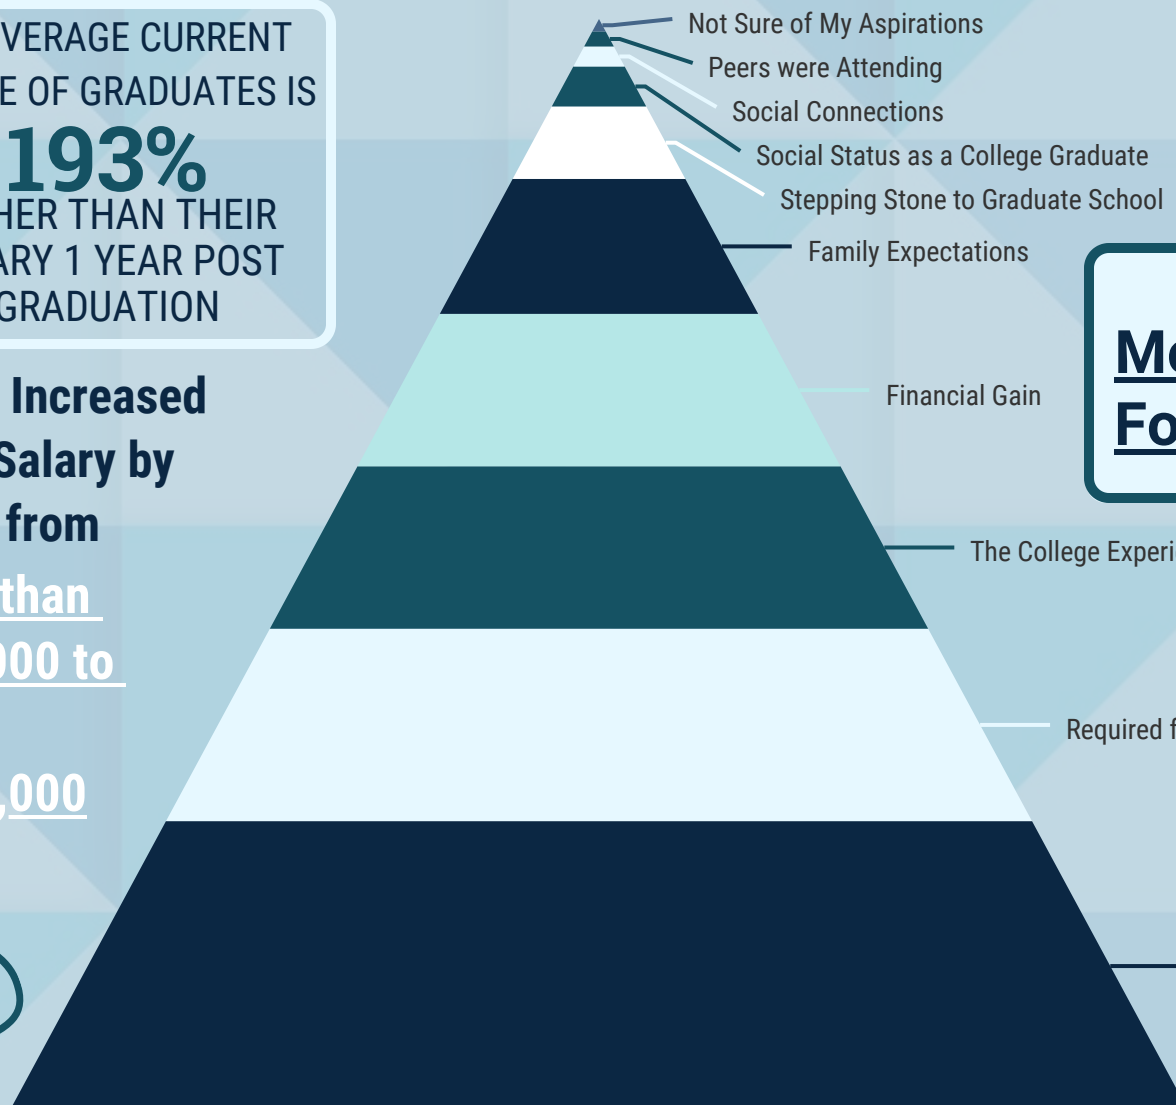 VERAGE CURRENT
E OF GRADUATES IS
193%
HER THAN THEIR
ARY 1 YEAR POST
GRADUATION
Increased
Salary by
from
than
000 to
,000
Not Sure of My Aspirations
Peers were Attending
Social Connections
Social Status as a College Graduate
Stepping Stone to Graduate School
Family Expectations
Financial Gain
The College Experi
Required f
Mo
Fo